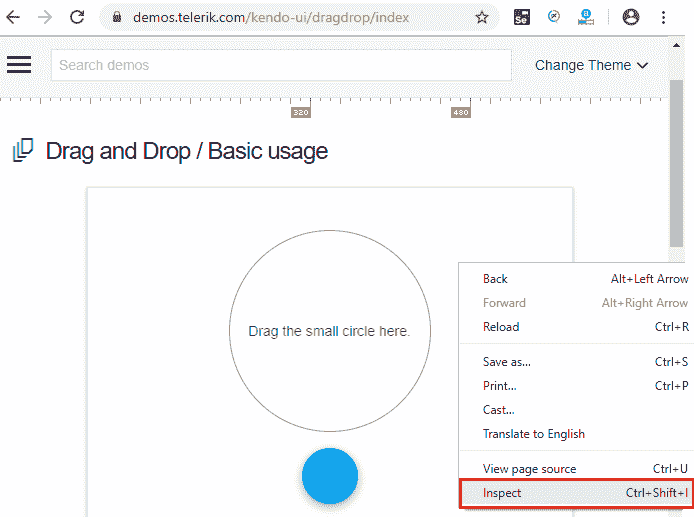 demos.telerik.com/kendo-ui/dragdrop/index
Se
Search demos
Change Theme
320
480
Drag and Drop / Basic usage
Drag the small circle here.
Back Alt+Left Arrow
Forward Alt+Right Arrow
Reload Ctrl+R
Save as... Ctrl+S
Print... Ctrl+P
Cast...
Translate to English
View page source Ctrl+U
Inspect Ctrl+Shift+I